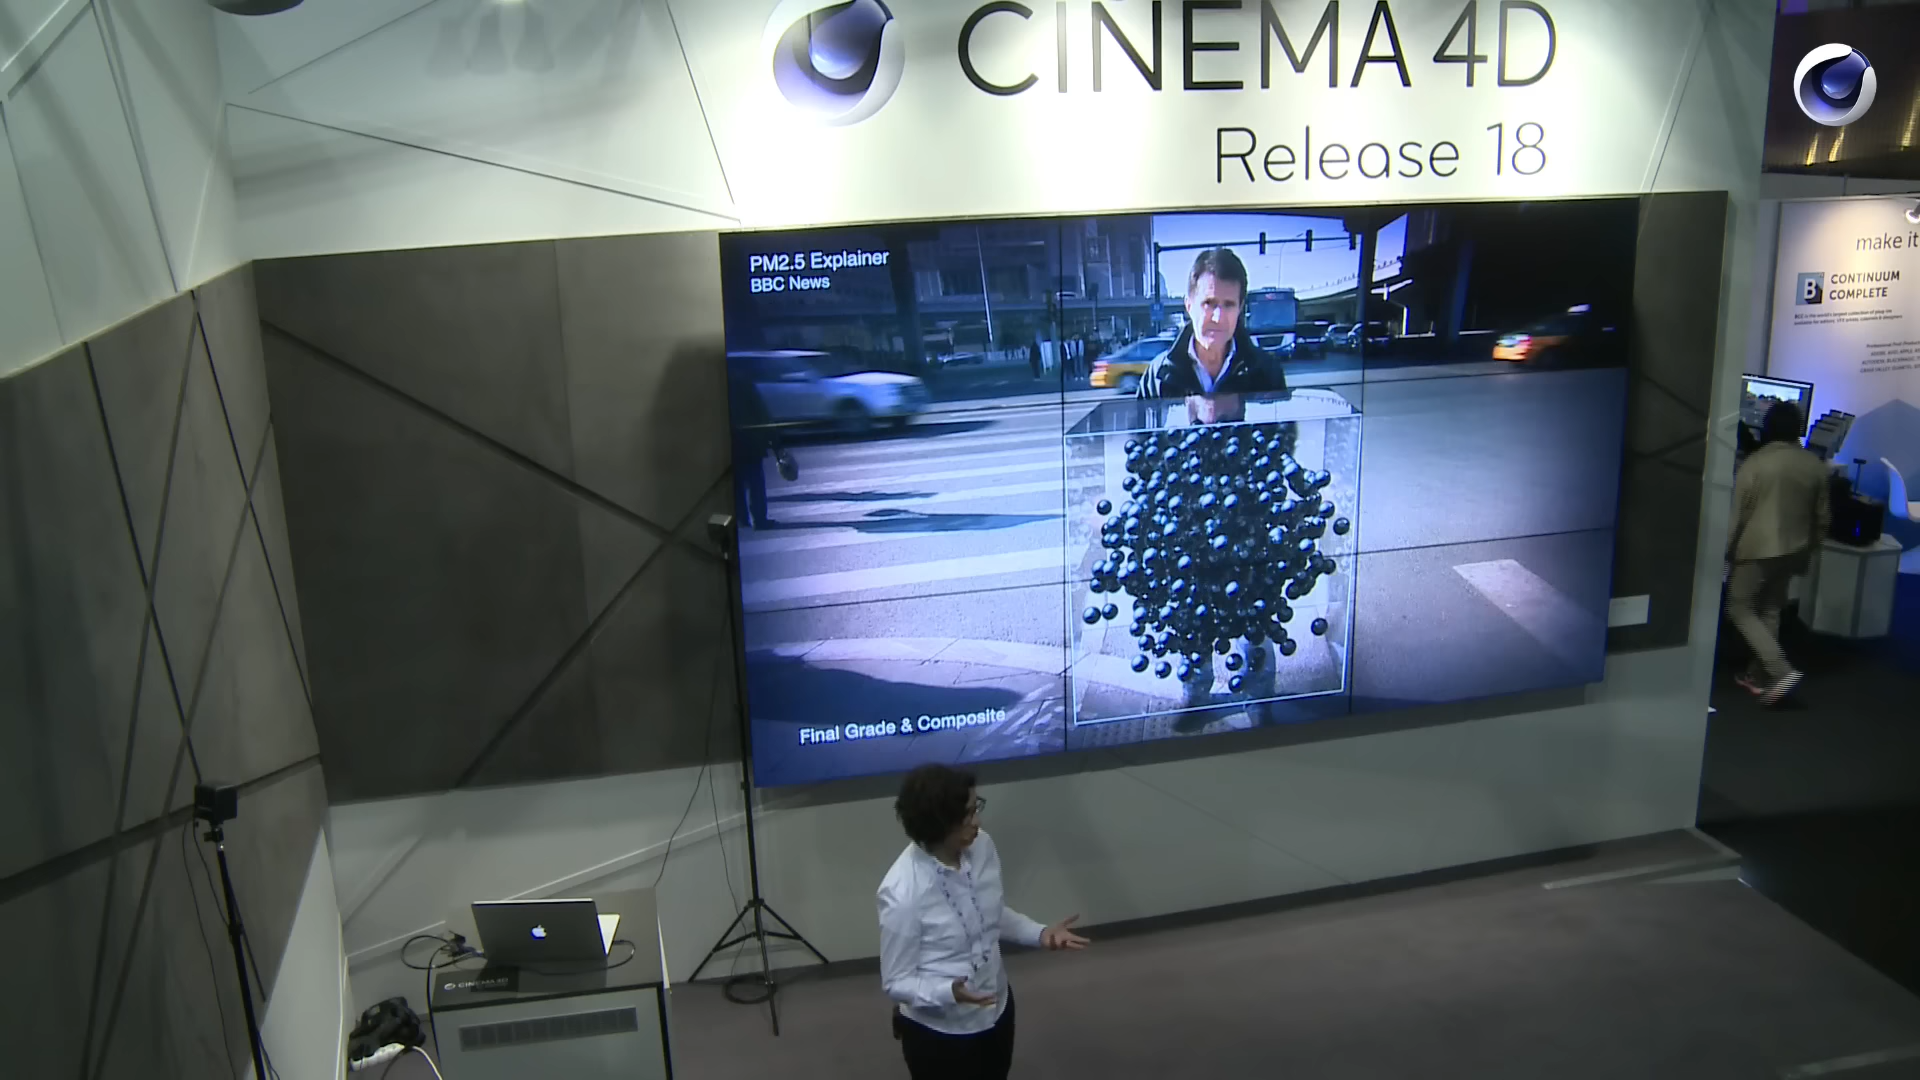 CINEMA 4D
Release 18
PM2.5 Explainer
BBC News
Final Grade & Composite
make it
B CONTINUUM
COMPLETE
CINEMA 4D